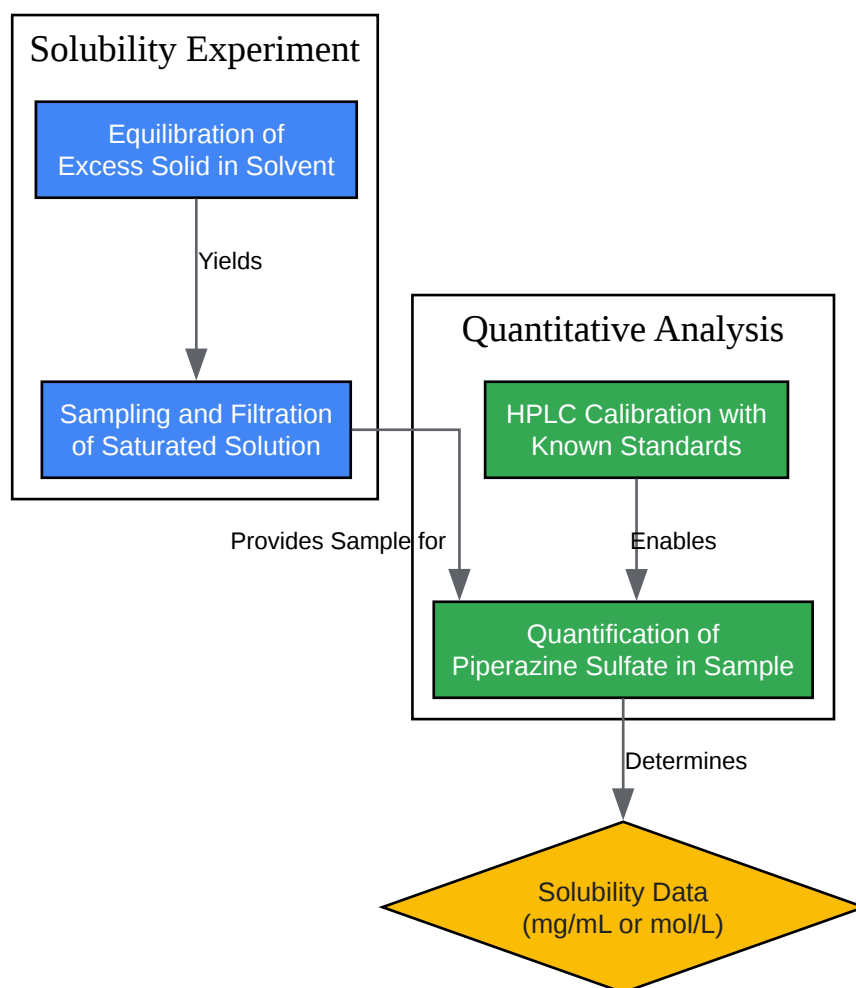 Solubility Experiment
Equilibration of
Excess Solid in Solvent
Yields
Sampling and Filtration
of Saturated Solution
Provides Sample for
Quantitative Analysis
HPLC Calibration with
Known Standards
Enables
Quantification of
Piperazine Sulfate in Sample
Determines
Solubility Data
(mg/mL or mol/L)